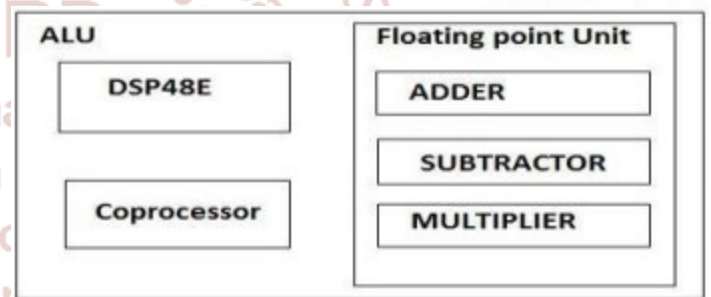 ALU
DSP48E
Coprocessor
Floating point Unit
ADDER
SUBTRACTOR
MULTIPLIER